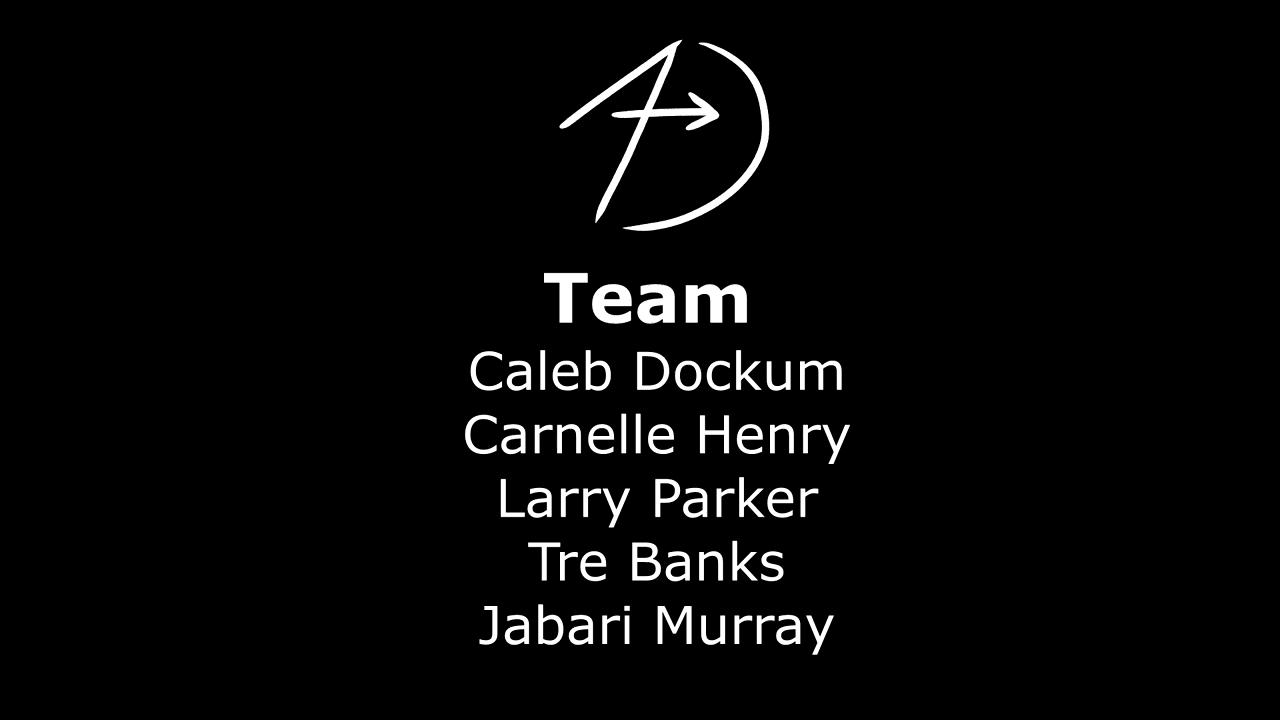 Team
Caleb Dockum
Carnelle Henry
Larry Parker
Tre Banks
Jabari Murray